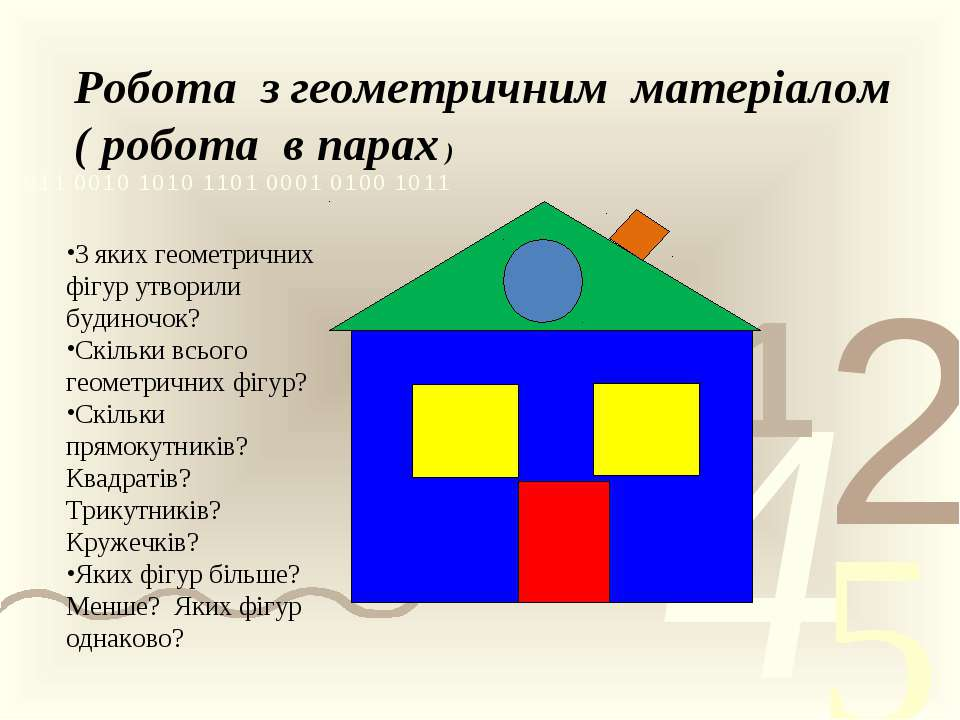 Робота з геометричним матеріалом
( робота в парах )
011 0010 1010 1101 0001 0100 1011
•З яких геометричних
фігур утворили
будиночок?
•Скільки всього
геометричних фігур?
•Скільки
прямокутників?
Квадратів?
Трикутників?
Кружечків?
•Яких фігур більше?
Менше? Яких фігур
однаково?
1
2
4
5